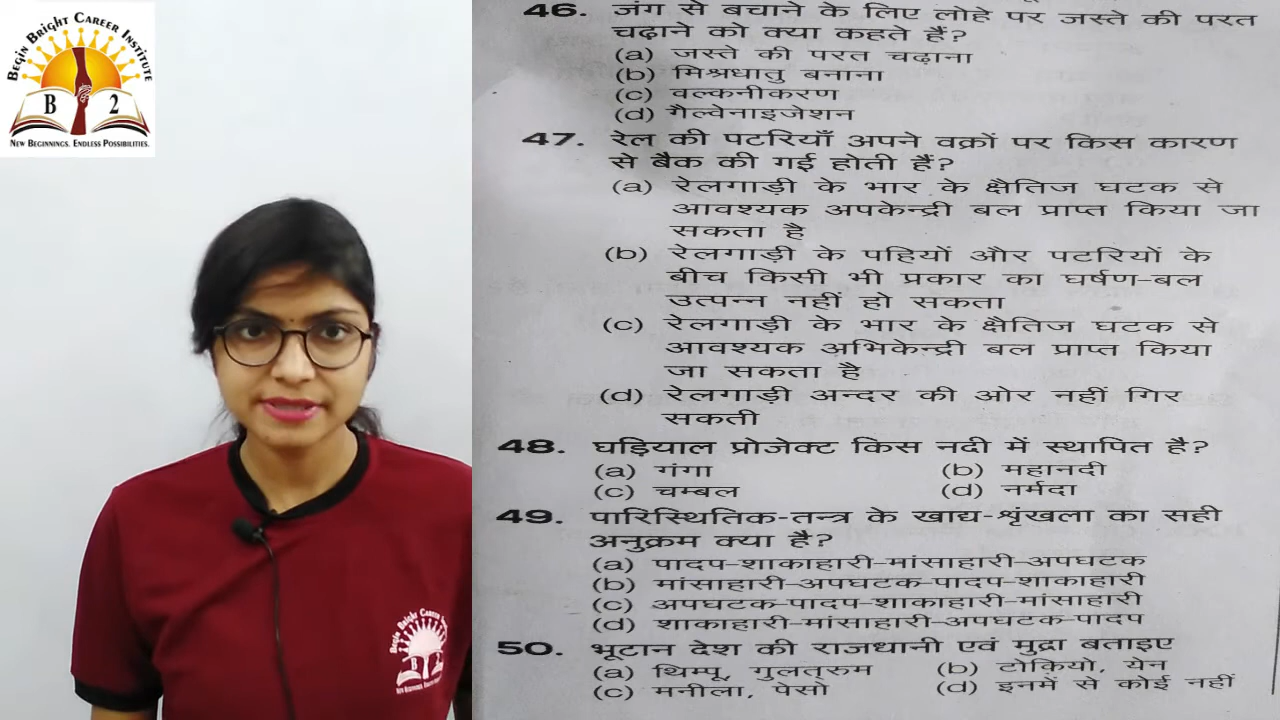 Begin Bright Career Institute
B 2
New Beginnings. Endless Possibilities.
46. जंग से बचाने के लिए लोहे पर जस्ते की परत
चढ़ाने को क्या कहते हैं?
(a) जस्ते की परत चढ़ाना
(b) मिश्रधातु बनाना
(c) वल्कनीकरण
(d) गैल्वेनाइजेशन
47. रेल की पटरियाँ अपने वक्रों पर किस कारण
से बैंक की गई होती हैं?
(a) रेलगाड़ी के भार के क्षैतिज घटक से
आवश्यक अपकेन्द्री बल प्राप्त किया जा
सकता है
(b) रेलगाड़ी के पहियों और पटरियों के
बीच किसी भी प्रकार का घर्षण-बल
उत्पन्न नहीं हो सकता
(c) रेलगाड़ी के भार के क्षैतिज घटक से
आवश्यक अभिकेन्द्री बल प्राप्त किया
जा सकता है
(d) रेलगाड़ी अन्दर की ओर नहीं गिर
सकती
48. घड़ियाल प्रोजेक्ट किस नदी में स्थापित है?
(a) गंगा (b) महानदी
(c) चम्बल (d) नर्मदा
49. पारिस्थितिक-तन्त्र के खाद्य-शृंखला का सही
अनुक्रम क्या है?
(a) पादप-शाकाहारी-मांसाहारी-अपघटक
(b) मांसाहारी-अपघटक-पादप-शाकाहारी
(c) अपघटक-पादप-शाकाहारी-मांसाहारी
(d) शाकाहारी-मांसाहारी-अपघटक-पादप
50. भूटान देश की राजधानी एवं मुद्रा बताइए
(a) थिम्पू, गुलत्रुम (b) टोकियो, येन
(c) मनीला, पेसो (d) इनमें से कोई नहीं
Begin Bright Career
B 2